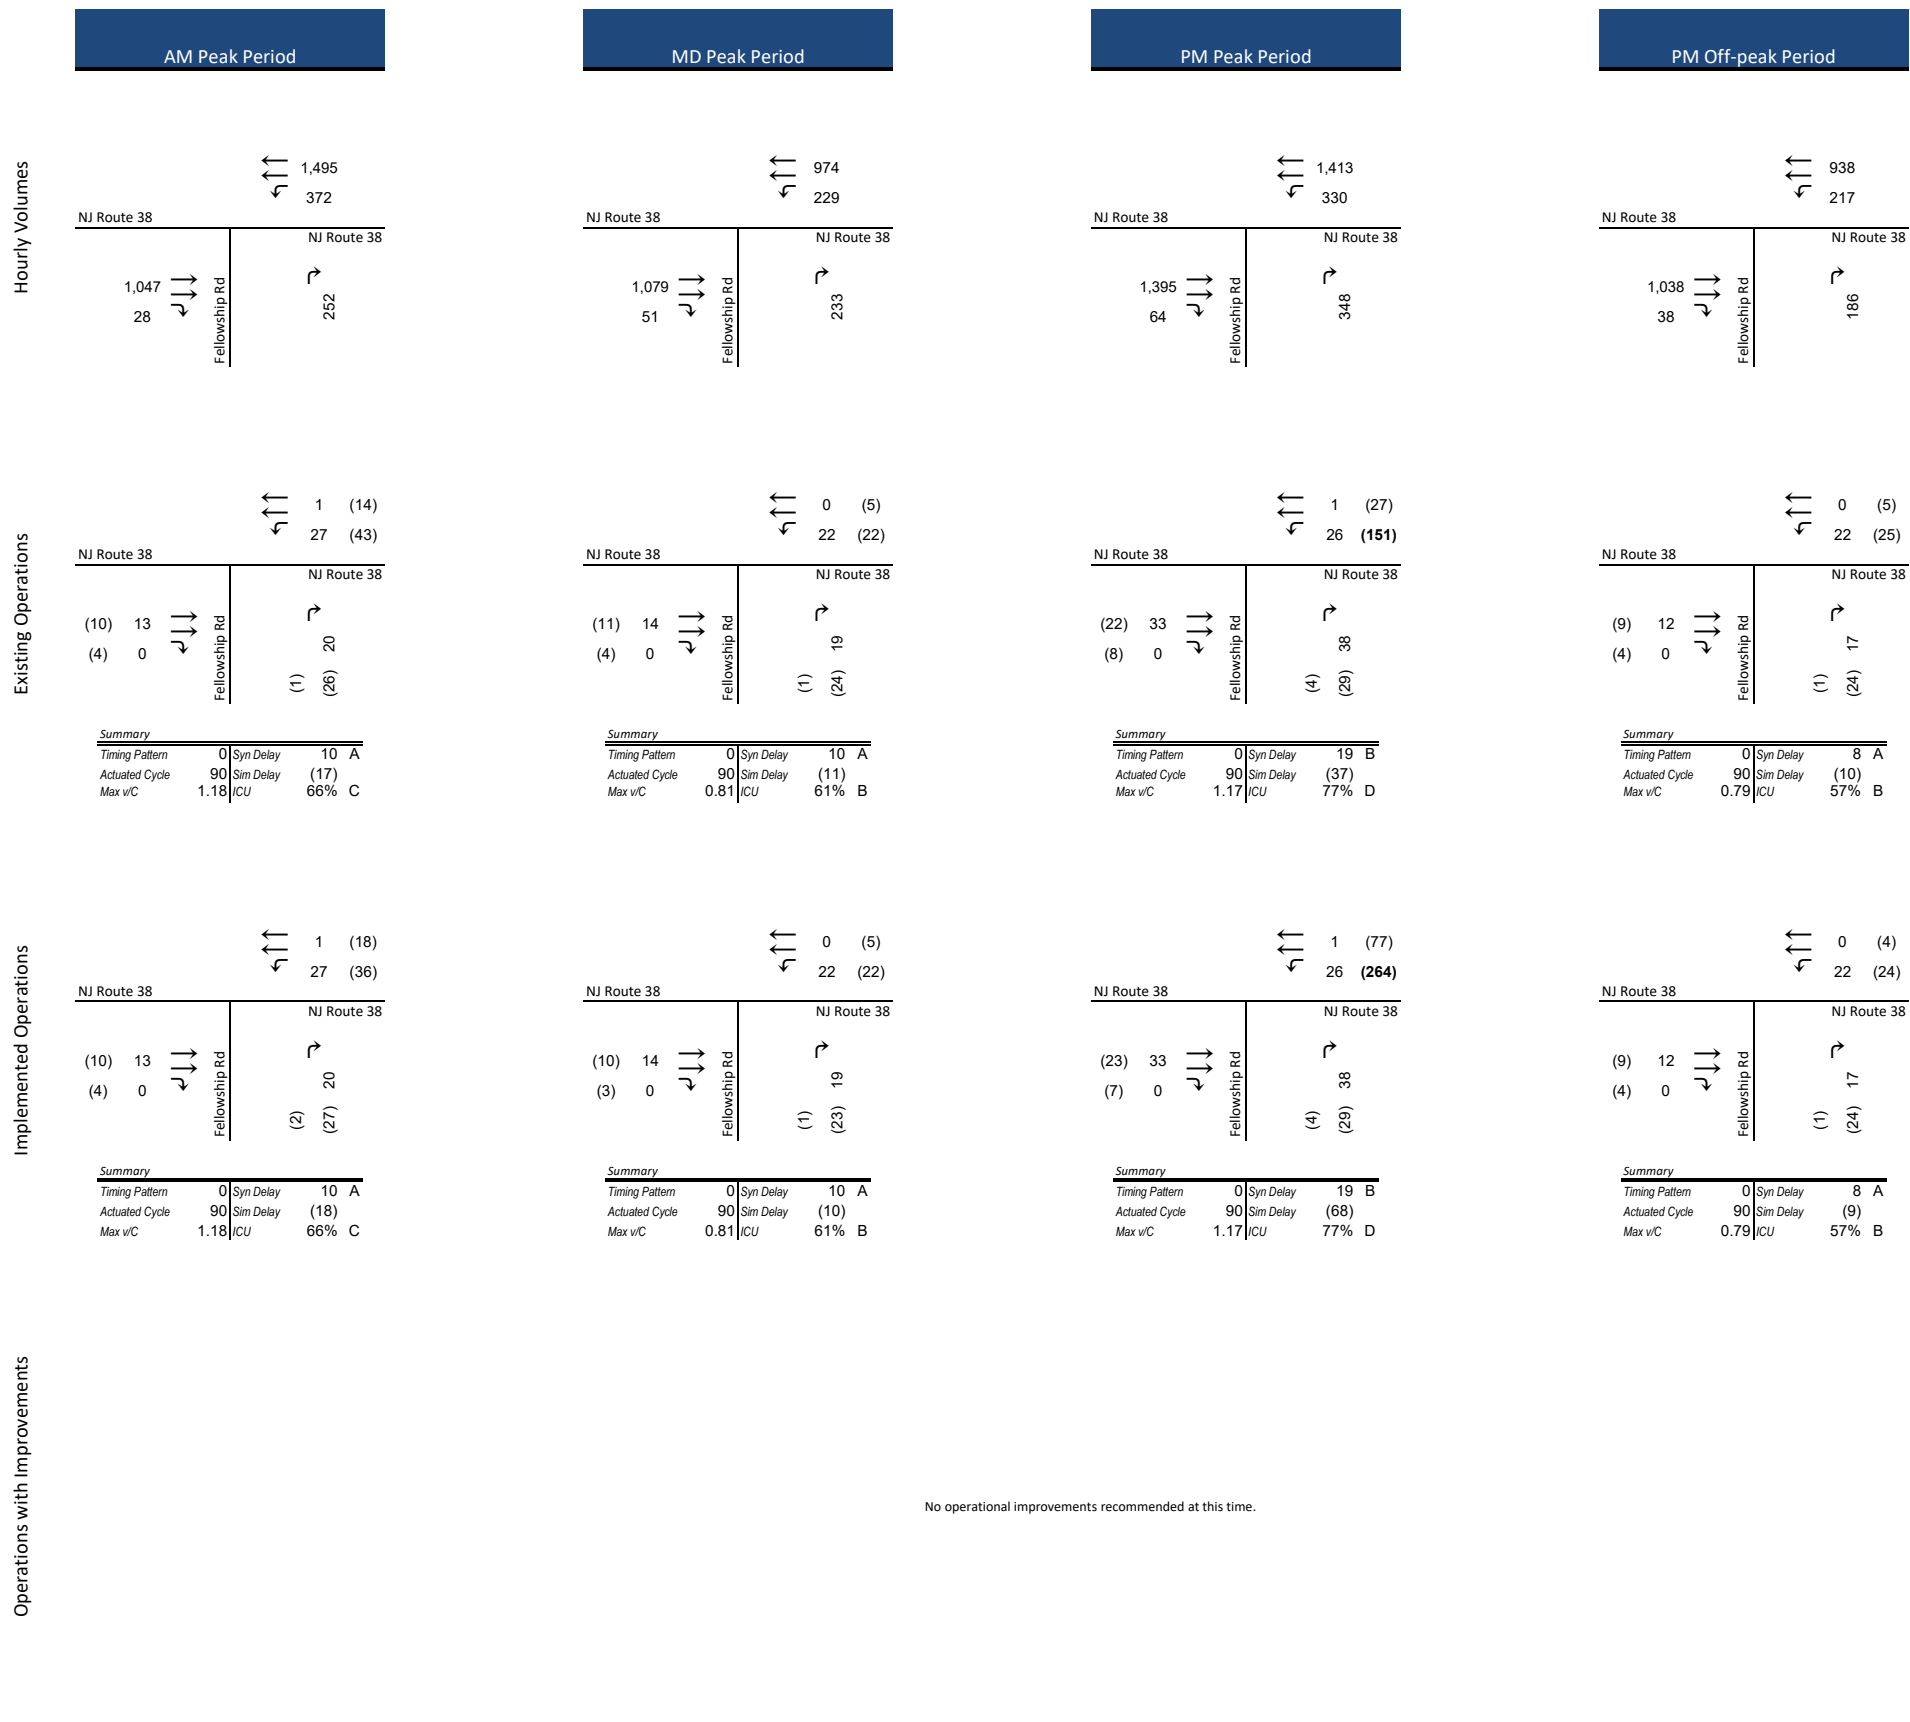 AM Peak Period
MD Peak Period
PM Peak Period
PM Off-peak Period
Hourly Volumes
1,495
372
NJ Route 38
NJ Route 38
1,047
28
Fellowship Rd
252
974
229
NJ Route 38
NJ Route 38
1,079
51
Fellowship Rd
233
1,413
330
NJ Route 38
NJ Route 38
1,395
64
Fellowship Rd
348
938
217
NJ Route 38
NJ Route 38
1,038
38
Fellowship Rd
186
Existing Operations
1 (14)
27 (43)
NJ Route 38
NJ Route 38
(10) 13
(4) 0
Fellowship Rd
(1)
(26) 20
Summary
Timing Pattern 0 Syn Delay 10 A
Actuated Cycle 90 Sim Delay (17)
Max v/C 1.18 ICU 66% C
0 (5)
22 (22)
NJ Route 38
NJ Route 38
(11) 14
(4) 0
Fellowship Rd
(1)
(24) 19
Summary
Timing Pattern 0 Syn Delay 10 A
Actuated Cycle 90 Sim Delay (11)
Max v/C 0.81 ICU 61% B
1 (27)
26 (151)
NJ Route 38
NJ Route 38
(22) 33
(8) 0
Fellowship Rd
(4)
(29) 38
Summary
Timing Pattern 0 Syn Delay 19 B
Actuated Cycle 90 Sim Delay (37)
Max v/C 1.17 ICU 77% D
0 (5)
22 (25)
NJ Route 38
NJ Route 38
(9) 12
(4) 0
Fellowship Rd
(1)
(24) 17
Summary
Timing Pattern 0 Syn Delay 8 A
Actuated Cycle 90 Sim Delay (10)
Max v/C 0.79 ICU 57% B
Implemented Operations
1 (18)
27 (36)
NJ Route 38
NJ Route 38
(10) 13
(4) 0
Fellowship Rd
(2)
(27) 20
Summary
Timing Pattern 0 Syn Delay 10 A
Actuated Cycle 90 Sim Delay (18)
Max v/C 1.18 ICU 66% C
0 (5)
22 (22)
NJ Route 38
NJ Route 38
(10) 14
(3) 0
Fellowship Rd
(1)
(23) 19
Summary
Timing Pattern 0 Syn Delay 10 A
Actuated Cycle 90 Sim Delay (10)
Max v/C 0.81 ICU 61% B
1 (77)
26 (264)
NJ Route 38
NJ Route 38
(23) 33
(7) 0
Fellowship Rd
(4)
(29) 38
Summary
Timing Pattern 0 Syn Delay 19 B
Actuated Cycle 90 Sim Delay (68)
Max v/C 1.17 ICU 77% D
0 (4)
22 (24)
NJ Route 38
NJ Route 38
(9) 12
(4) 0
Fellowship Rd
(1)
(24) 17
Summary
Timing Pattern 0 Syn Delay 8 A
Actuated Cycle 90 Sim Delay (9)
Max v/C 0.79 ICU 57% B
Operations with Improvements
No operational improvements recommended at this time.